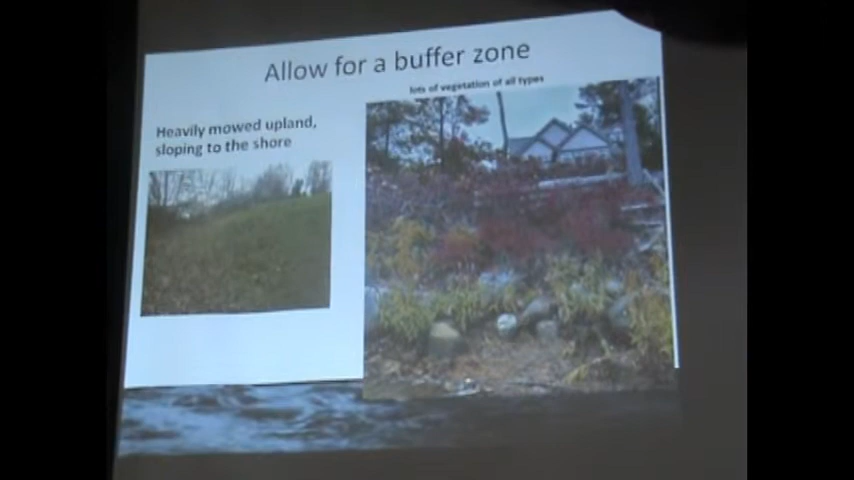 Allow for a buffer zone
lots of vegetation of all types
Heavily mowed upland,
sloping to the shore